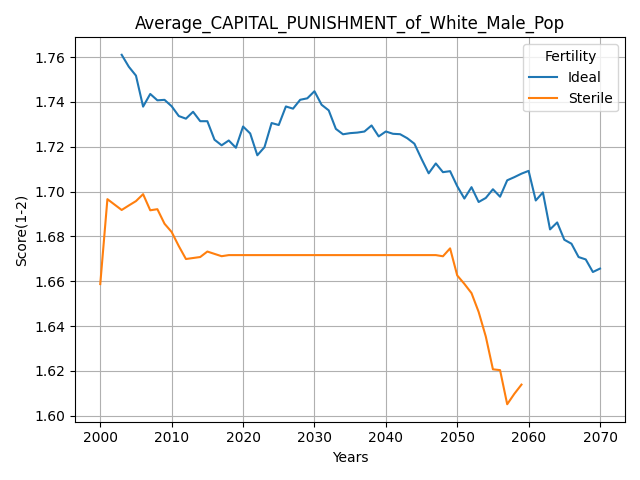 Average_CAPITAL_PUNISHMENT_of_White_Male_Pop
Fertility
Ideal
Sterile
Score(1-2)
1.76
1.74
1.72
1.70
1.68
1.66
1.64
1.62
1.60
2000 2010 2020 2030 2040 2050 2060 2070
Years